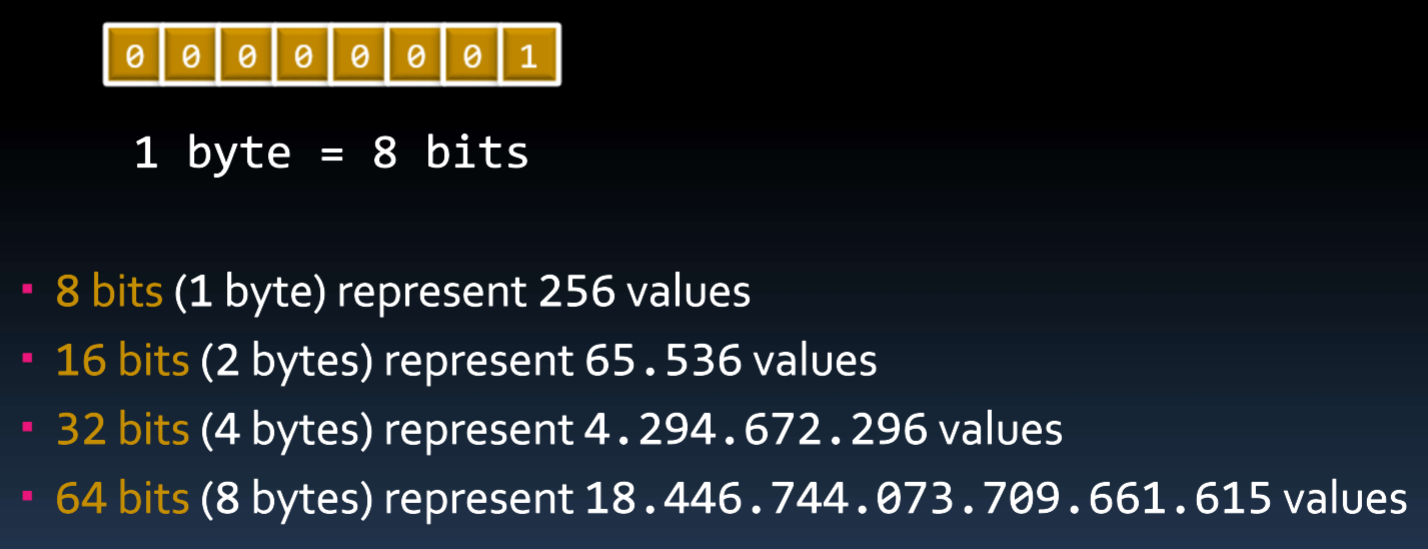 0 0 0 0 0 0 0 1
1 byte = 8 bits
▪ 8 bits (1 byte) represent 256 values
▪ 16 bits (2 bytes) represent 65.536 values
▪ 32 bits (4 bytes) represent 4.294.672.296 values
▪ 64 bits (8 bytes) represent 18.446.744.073.709.661.615 values